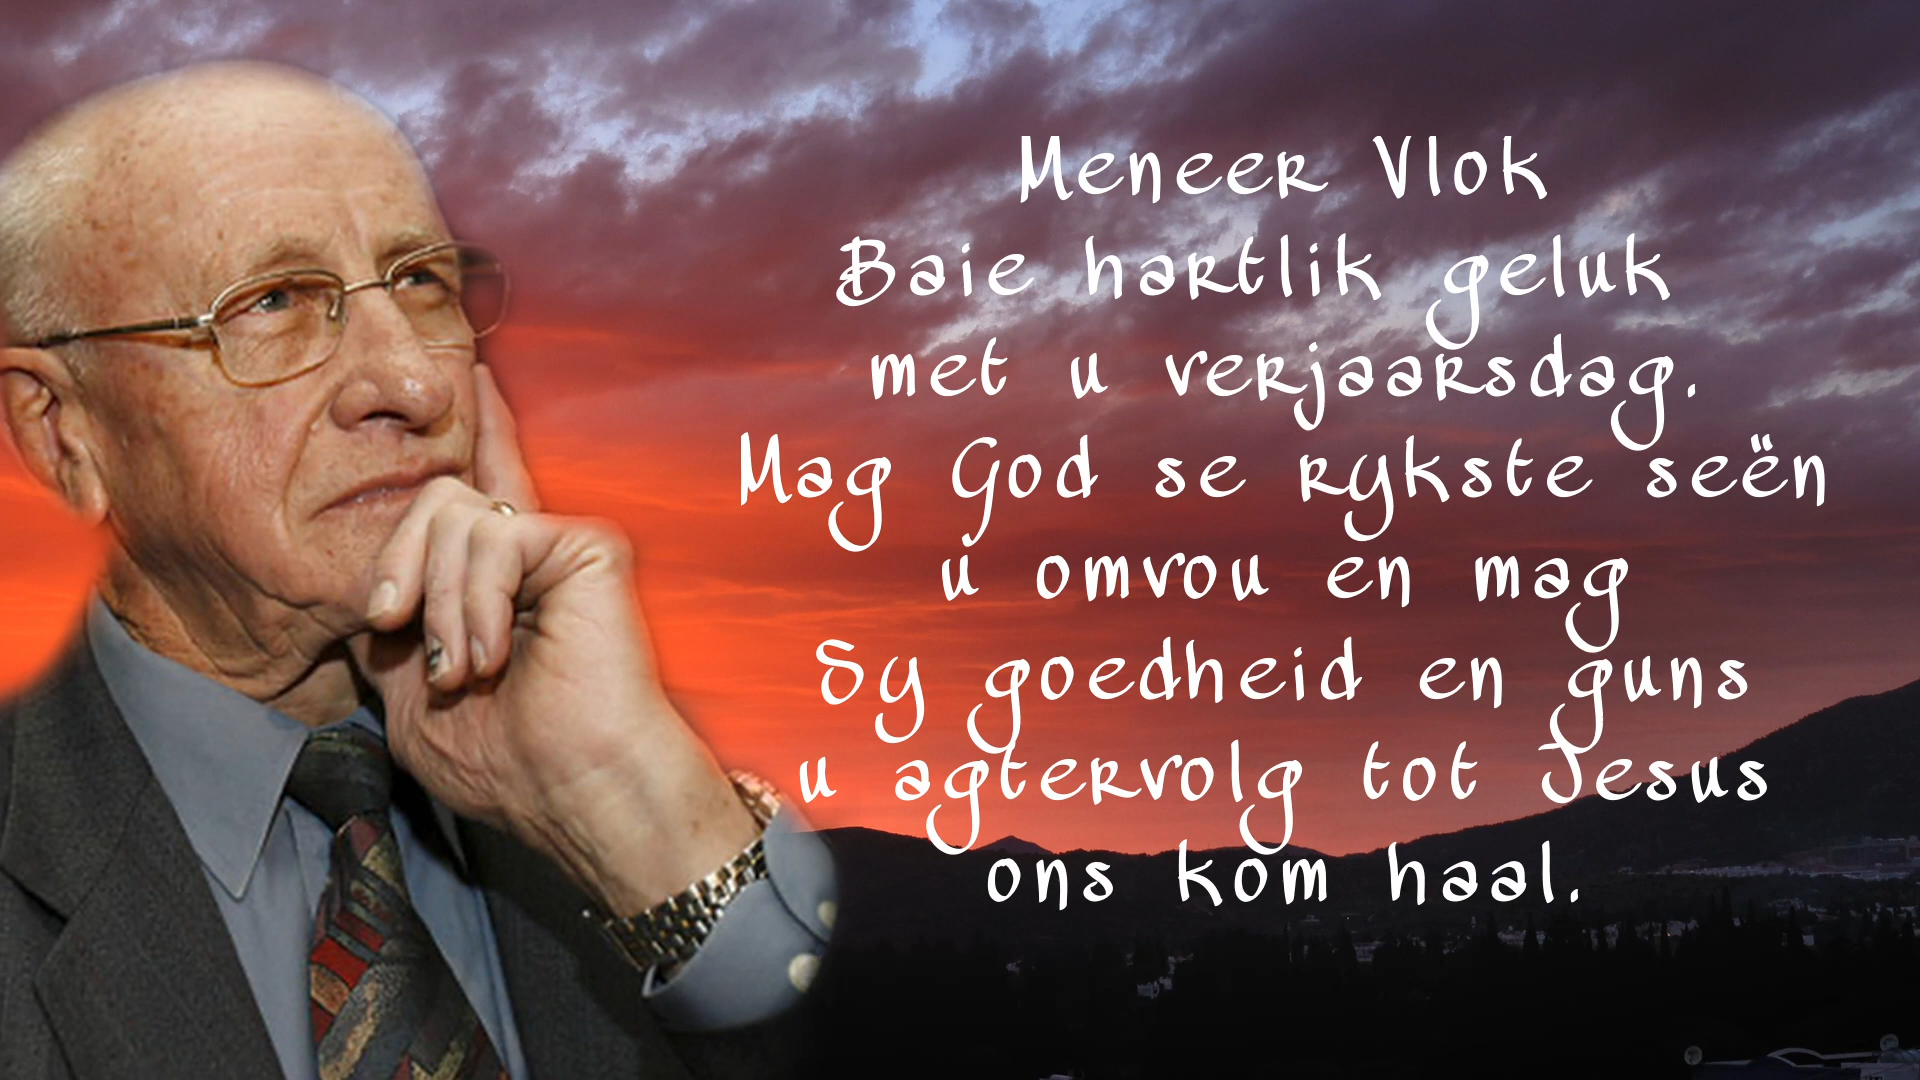 Meneer Vlok
Baie hartlik geluk
met u verjaarsdag.
Mag God se rykste seën
u omvou en mag
Sy goedheid en guns
u agtervolg tot Jesus
ons kom haal.